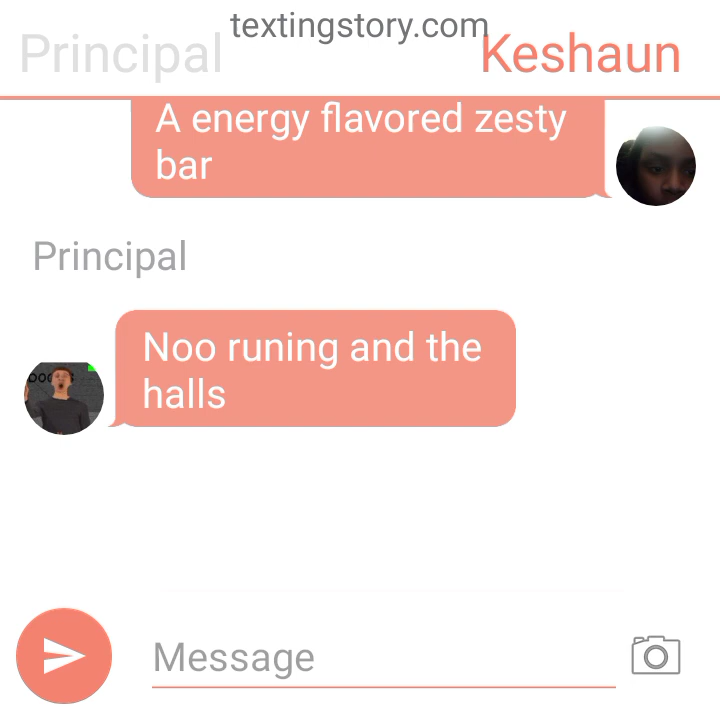 textingstory.com
Principal
Keshaun
A energy flavored zesty
bar
Principal
Noo runing and the
halls
Message